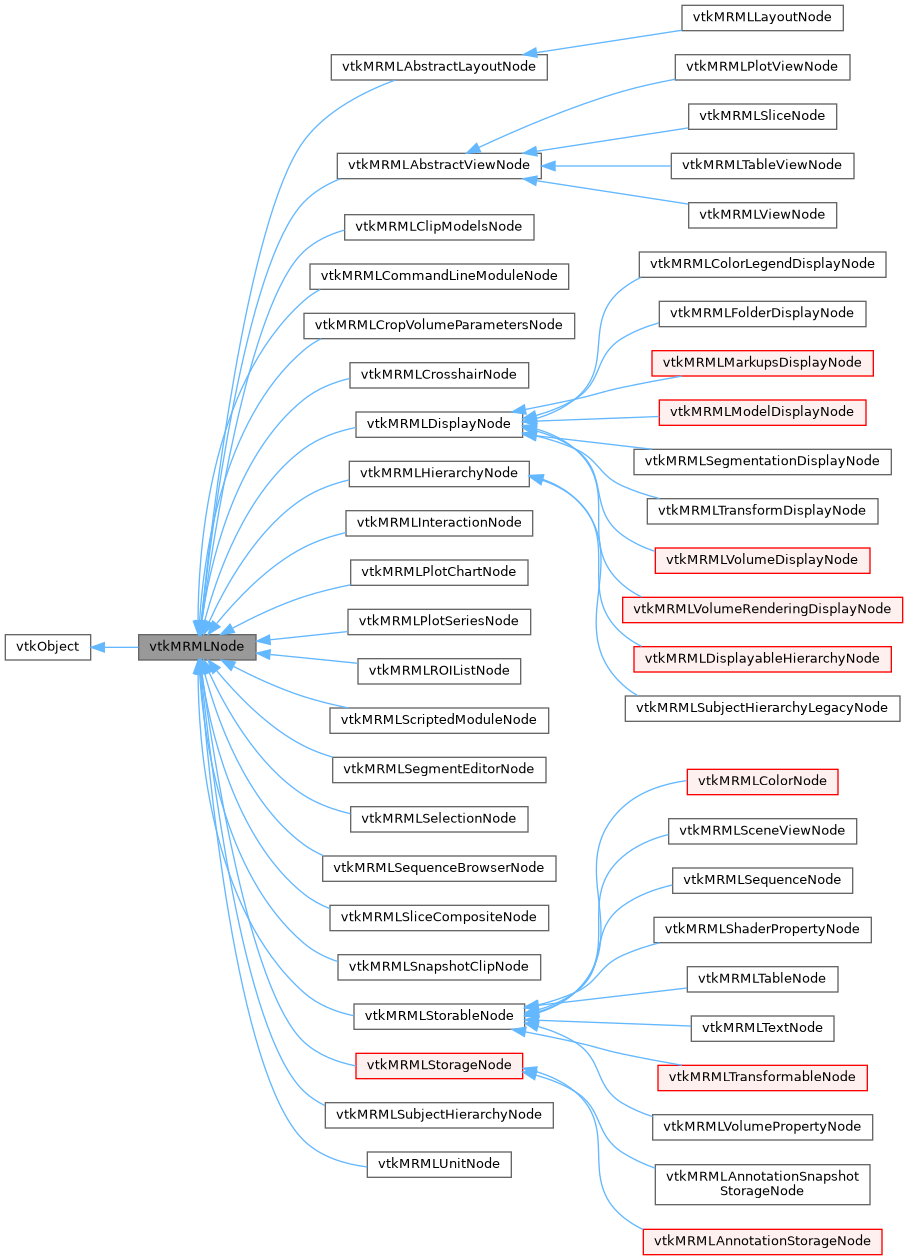 vtkMRMLLayoutNode
vtkMRMLAbstractLayoutNode
vtkMRMLPlotViewNode
vtkMRMLSliceNode
vtkMRMLAbstractViewNode
vtkMRMLTableViewNode
vtkMRMLViewNode
vtkMRMLClipModelsNode
vtkMRMLColorLegendDisplayNode
vtkMRMLCommandLineModuleNode
vtkMRMLFolderDisplayNode
vtkMRMLCropVolumeParametersNode
vtkMRMLMarkupsDisplayNode
vtkMRMLCrosshairNode
vtkMRMLModelDisplayNode
vtkMRMLDisplayNode
vtkMRMLSegmentationDisplayNode
vtkMRMLHierarchyNode
vtkMRMLTransformDisplayNode
vtkMRMLInteractionNode
vtkMRMLVolumeDisplayNode
vtkMRMLPlotChartNode
vtkMRMLVolumeRenderingDisplayNode
vtkMRMLPlotSeriesNode
vtkObject
vtkMRMLNode
vtkMRMLDisplayableHierarchyNode
vtkMRMLROIListNode
vtkMRMLSubjectHierarchyLegacyNode
vtkMRMLScriptedModuleNode
vtkMRMLSegmentEditorNode
vtkMRMLColorNode
vtkMRMLSelectionNode
vtkMRMLSceneViewNode
vtkMRMLSequenceBrowserNode
vtkMRMLSequenceNode
vtkMRMLSliceCompositeNode
vtkMRMLShaderPropertyNode
vtkMRMLSnapshotClipNode
vtkMRMLTableNode
vtkMRMLStorableNode
vtkMRMLTextNode
vtkMRMLStorageNode
vtkMRMLTransformableNode
vtkMRMLSubjectHierarchyNode
vtkMRMLVolumePropertyNode
vtkMRMLUnitNode
vtkMRMLAnnotationSnapshot
StorageNode
vtkMRMLAnnotationStorageNode